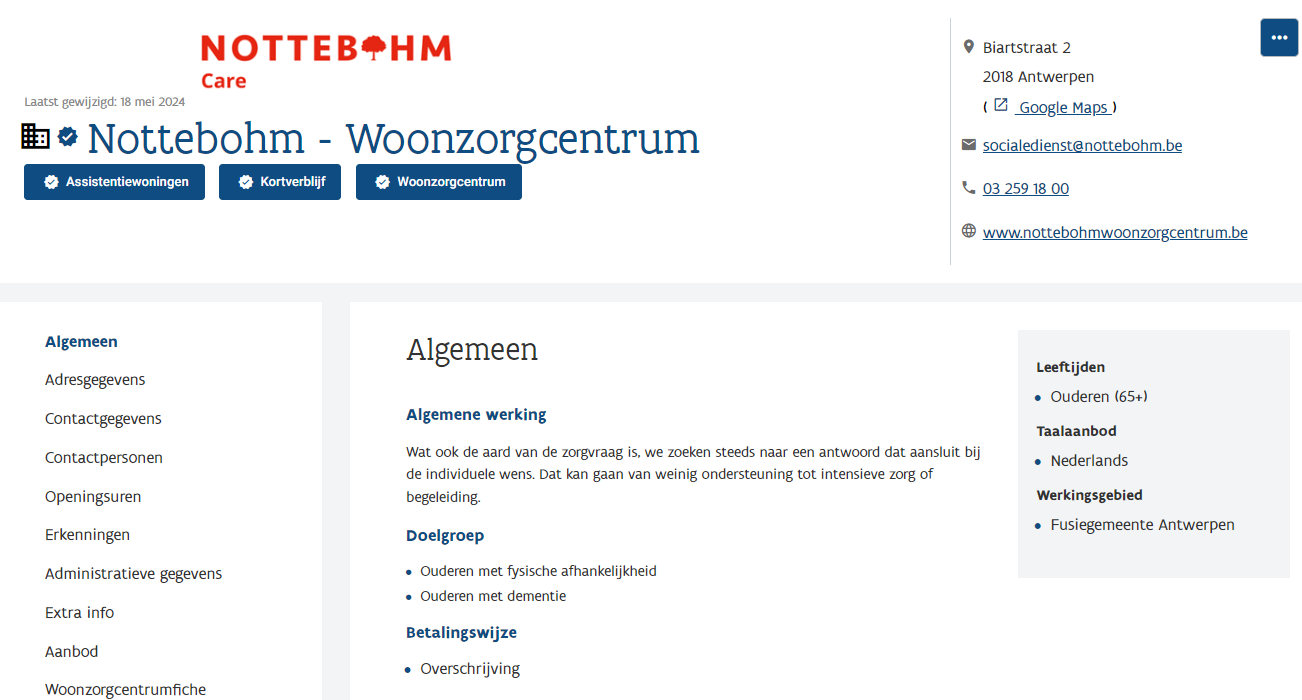 NOTTEBOHM
Care
Laatst gewijzigd: 18 mei 2024
Nottebohm - Woonzorgcentrum
Assistentiewoningen
Kortverblijf
Woonzorgcentrum
Biartstraat 2
2018 Antwerpen
( Google Maps )
socialedienst@nottebohm.be
03 259 18 00
www.nottebohmwoonzorgcentrum.be
Algemeen
Adresgegevens
Contactgegevens
Contactpersonen
Openingsuren
Erkenningen
Administratieve gegevens
Extra info
Aanbod
Woonzorgcentrumfiche
Algemeen
Algemene werking
Wat ook de aard van de zorgvraag is, we zoeken steeds naar een antwoord dat aansluit bij
de individuele wens. Dat kan gaan van weinig ondersteuning tot intensieve zorg of
begeleiding.
Doelgroep
Ouderen met fysische afhankelijkheid
Ouderen met dementie
Betalingswijze
Overschrijving
Leeftijden
Ouderen (65+)
Taalaanbod
Nederlands
Werkingsgebied
Fusiegemeente Antwerpen